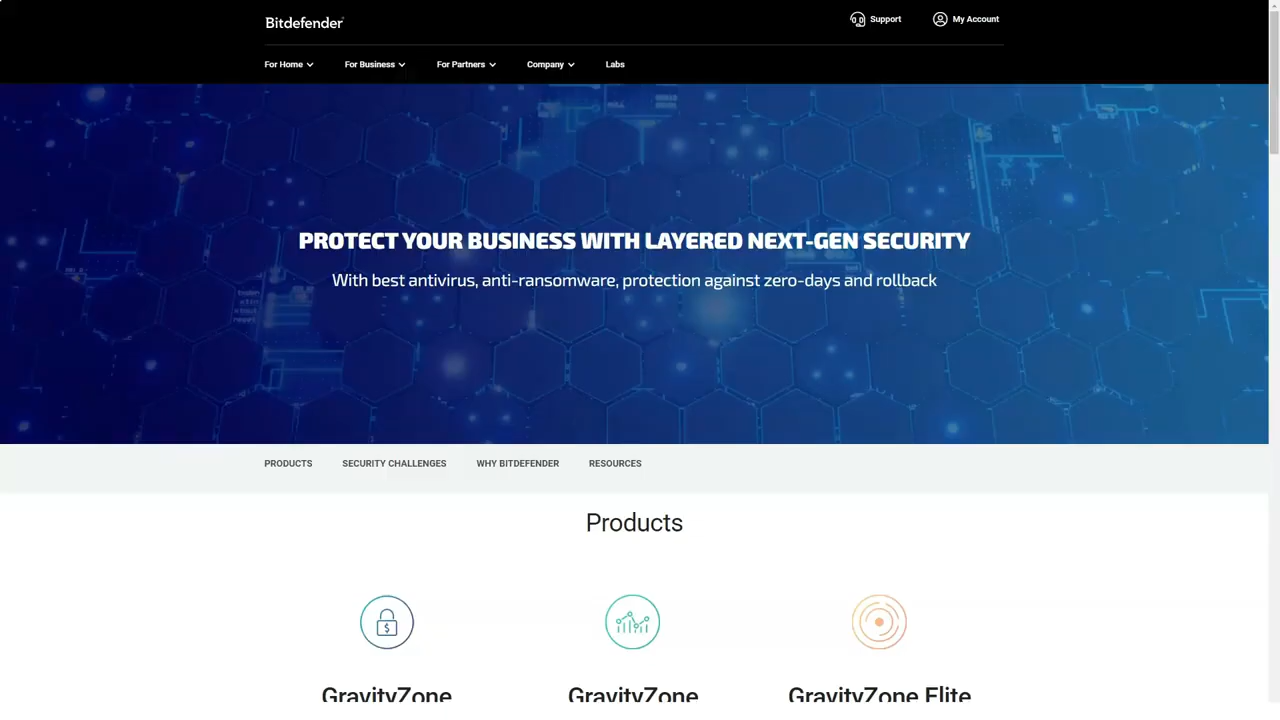 Bitdefender
Support
My Account
For Home
For Business
For Partners
Company
Labs
PROTECT YOUR BUSINESS WITH LAYERED NEXT-GEN SECURITY
With best antivirus, anti-ransomware, protection against zero-days and rollback
PRODUCTS
SECURITY CHALLENGES
WHY BITDEFENDER
RESOURCES
Products
GravityZone
GravityZone
GravityZone Elite